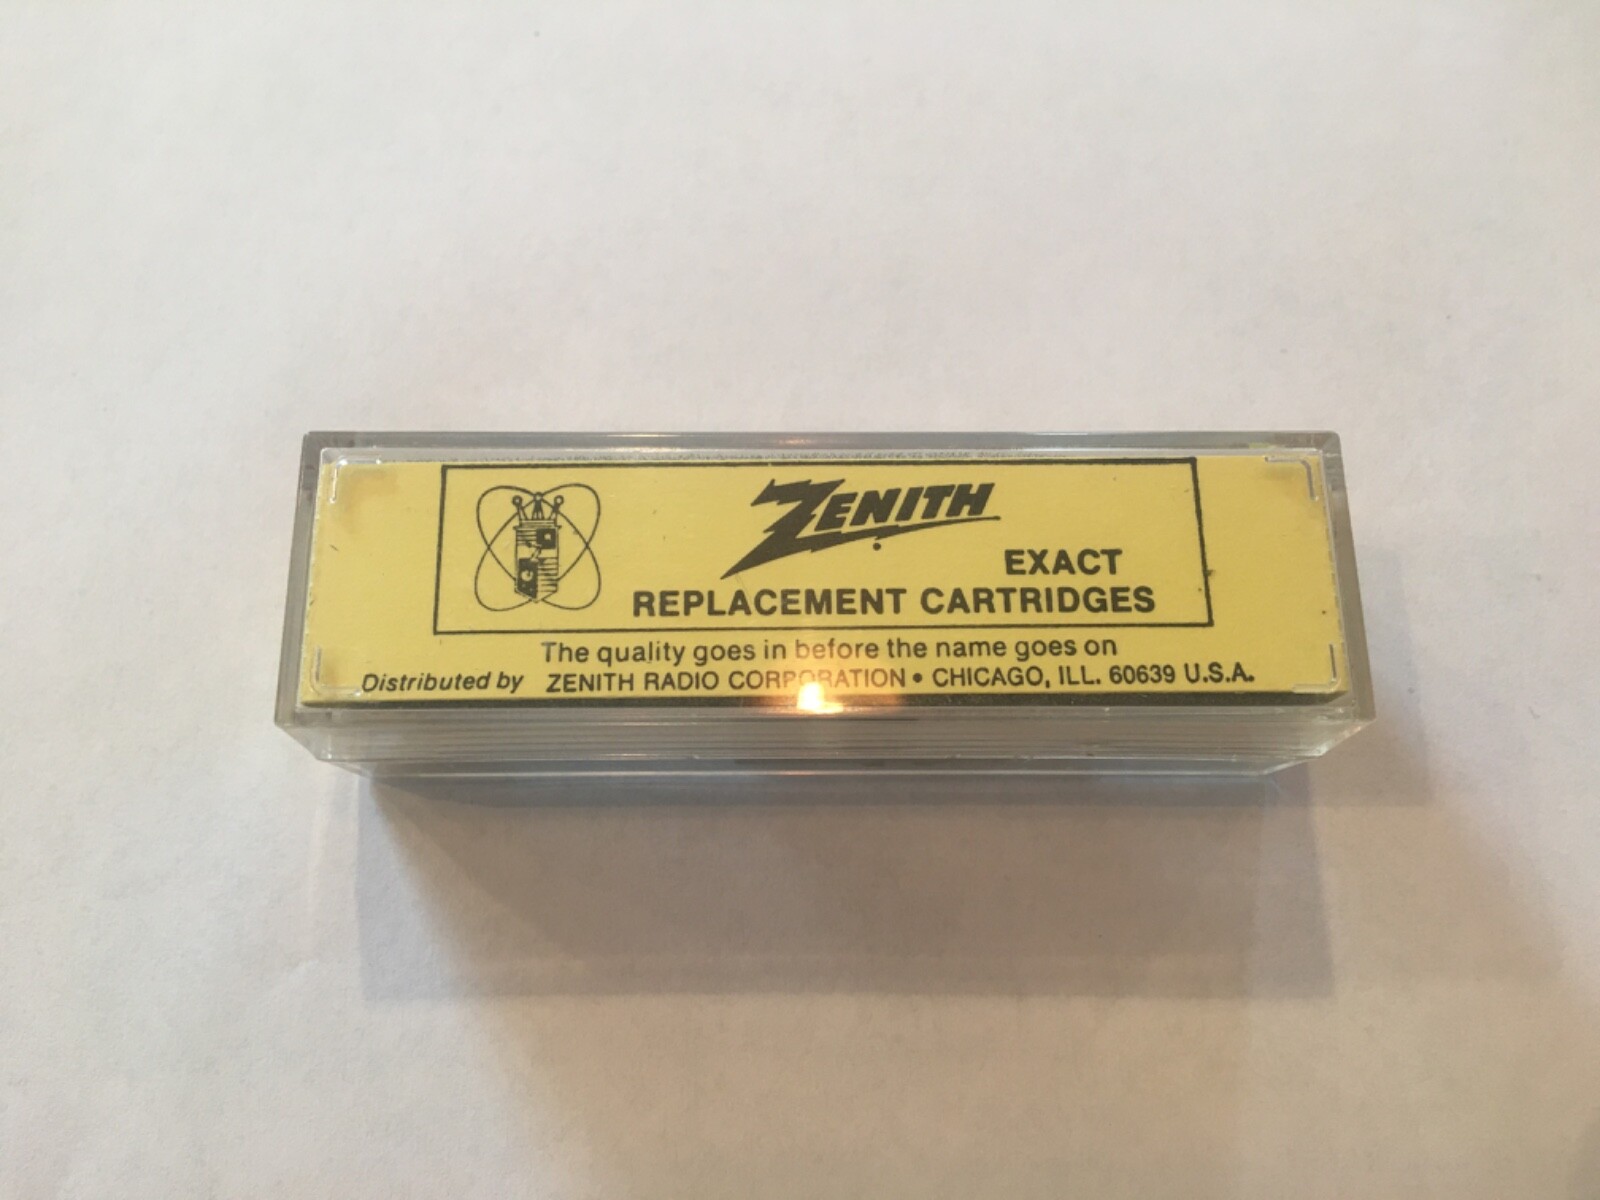 ZENITH
EXACT
REPLACEMENT CARTRIDGES
The quality goes in before the name goes on
Distributed by ZENITH RADIO CORPORATION • CHICAGO, ILL. 60639 U.S.A.